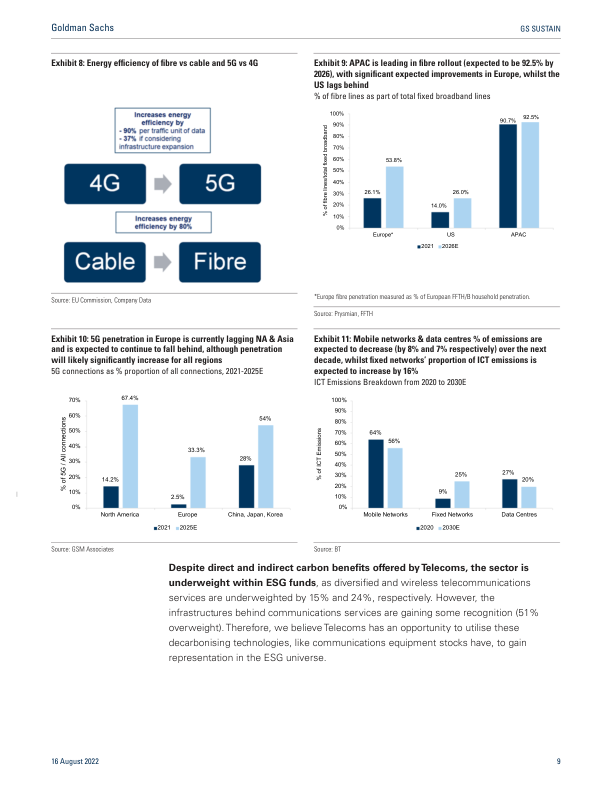 Goldman Sachs
GS SUSTAIN
Exhibit 8: Energy efficiency of fibre vs cable and 5G vs 4G
Increases energy
efficiency by
- 90% per traffic unit of data
- 37% if considering
infrastructure expansion
4G
5G
Increases energy
efficiency by 80%
Cable
Fibre
Source: EU Commission, Company Data
Exhibit 9: APAC is leading in fibre rollout (expected to be 92.5% by
2026), with significant expected improvements in Europe, whilst the
US lags behind
% of fibre lines as part of total fixed broadband lines
% of fibre lines/total fixed broadband
100%
90%
80%
70%
60%
50%
40%
30%
20%
10%
0%
26.1%
53.8%
14.0%
26.0%
90.7%
92.5%
Europe*
US
APAC
2021
2026E
*Europe fibre penetration measured as % of European FFTH/B household penetration.
Source: Prysmian, FFTH
Exhibit 10: 5G penetration in Europe is currently lagging NA & Asia
and is expected to continue to fall behind, although penetration
will likely significantly increase for all regions
5G connections as % proportion of all connections, 2021-2025E
% of 5G / All connections
70%
60%
50%
40%
30%
20%
10%
0%
14.2%
67.4%
2.5%
33.3%
28%
54%
North America
Europe
China, Japan, Korea
2021
2025E
Source: GSM Associates
Exhibit 11: Mobile networks & data centres % of emissions are
expected to decrease (by 8% and 7% respectively) over the next
decade, whilst fixed networks' proportion of ICT emissions is
expected to increase by 16%
ICT Emissions Breakdown from 2020 to 2030E
% of ICT Emissions
100%
90%
80%
70%
60%
50%
40%
30%
20%
10%
0%
64%
56%
9%
25%
27%
20%
Mobile Networks
Fixed Networks
Data Centres
2020
2030E
Source: BT
Despite direct and indirect carbon benefits offered by Telecoms, the sector is
underweight within ESG funds, as diversified and wireless telecommunications
services are underweighted by 15% and 24%, respectively. However, the
infrastructures behind communications services are gaining some recognition (51%
overweight). Therefore, we believe Telecoms has an opportunity to utilise these
decarbonising technologies, like communications equipment stocks have, to gain
representation in the ESG universe.
16 August 2022
9